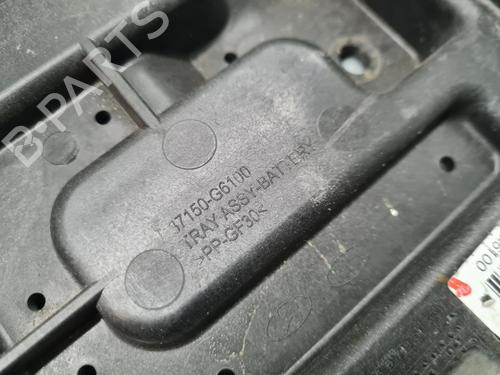 37150-G6100
TRAY ASSY-BATTERY
>PP-GF30<
B-PARTS